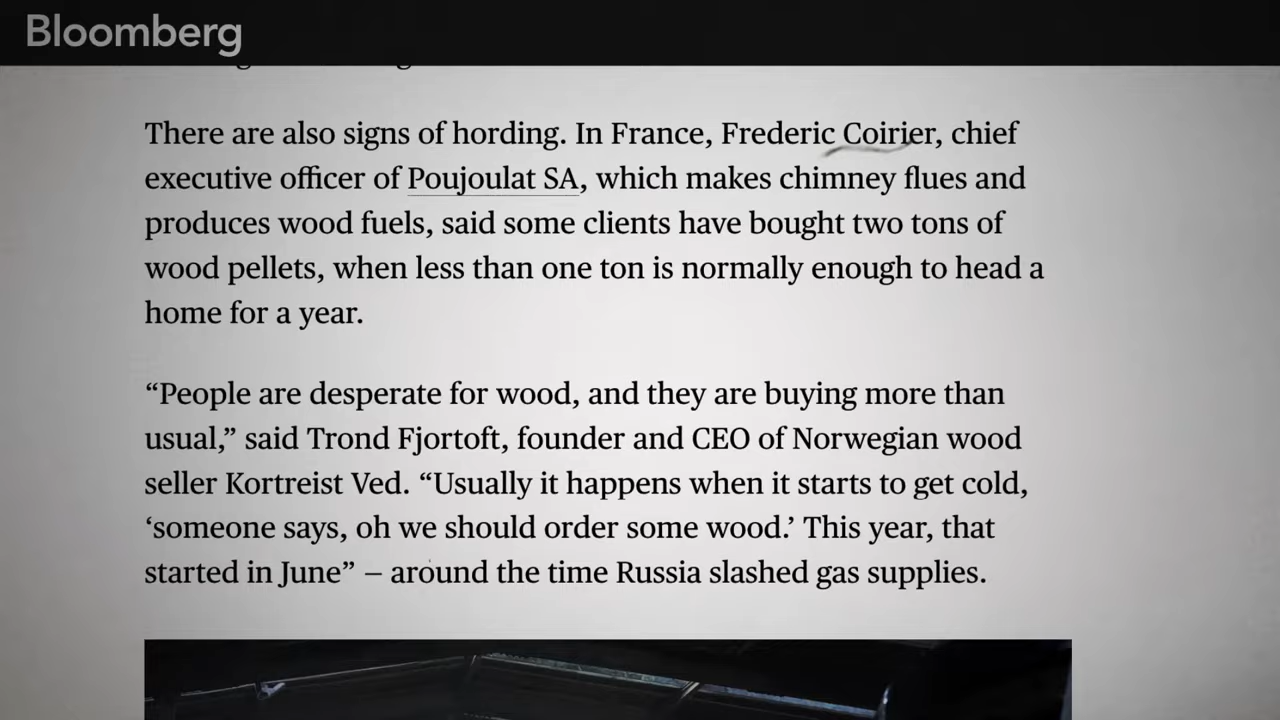 Bloomberg
There are also signs of hording. In France, Frederic Coirier, chief
executive officer of Poujoulat SA, which makes chimney flues and
produces wood fuels, said some clients have bought two tons of
wood pellets, when less than one ton is normally enough to head a
home for a year.
“People are desperate for wood, and they are buying more than
usual,” said Trond Fjortoft, founder and CEO of Norwegian wood
seller Kortreist Ved. “Usually it happens when it starts to get cold,
‘someone says, oh we should order some wood.’ This year, that
started in June” – around the time Russia slashed gas supplies.